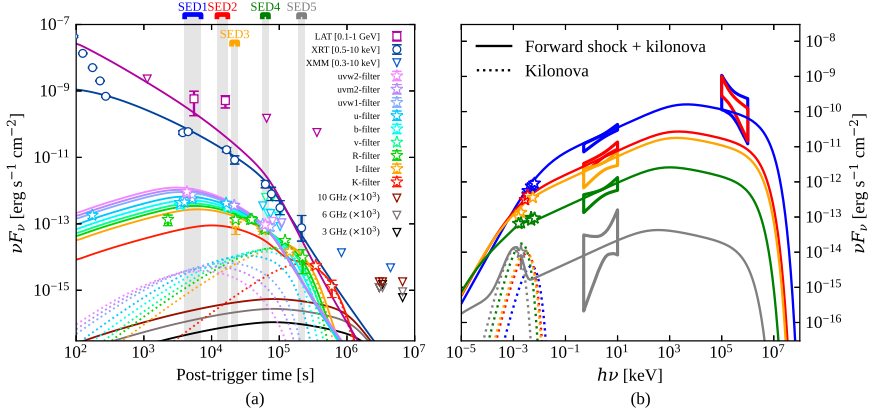 SED1 SED2 SED4 SED5
SED3
LAT [0.1-1 GeV]
XRT [0.5-10 keV]
XMM [0.3-10 keV]
uvw2-filter
uvm2-filter
uvw1-filter
u-filter
b-filter
v-filter
R-filter
I-filter
K-filter
10 GHz (×10³)
6 GHz (×10³)
3 GHz (×10³)
10⁻⁷
10⁻⁹
10⁻¹¹
10⁻¹³
10⁻¹⁵
νFν [erg s⁻¹ cm⁻²]
10² 10³ 10⁴ 10⁵ 10⁶ 10⁷
Post-trigger time [s]
(a)
Forward shock + kilonova
Kilonova
10⁻⁸
10⁻⁹
10⁻¹⁰
10⁻¹¹
10⁻¹²
10⁻¹³
10⁻¹⁴
10⁻¹⁵
10⁻¹⁶
νFν [erg s⁻¹ cm⁻²]
10⁻⁵ 10⁻³ 10⁻¹ 10¹ 10³ 10⁵ 10⁷
hν [keV]
(b)